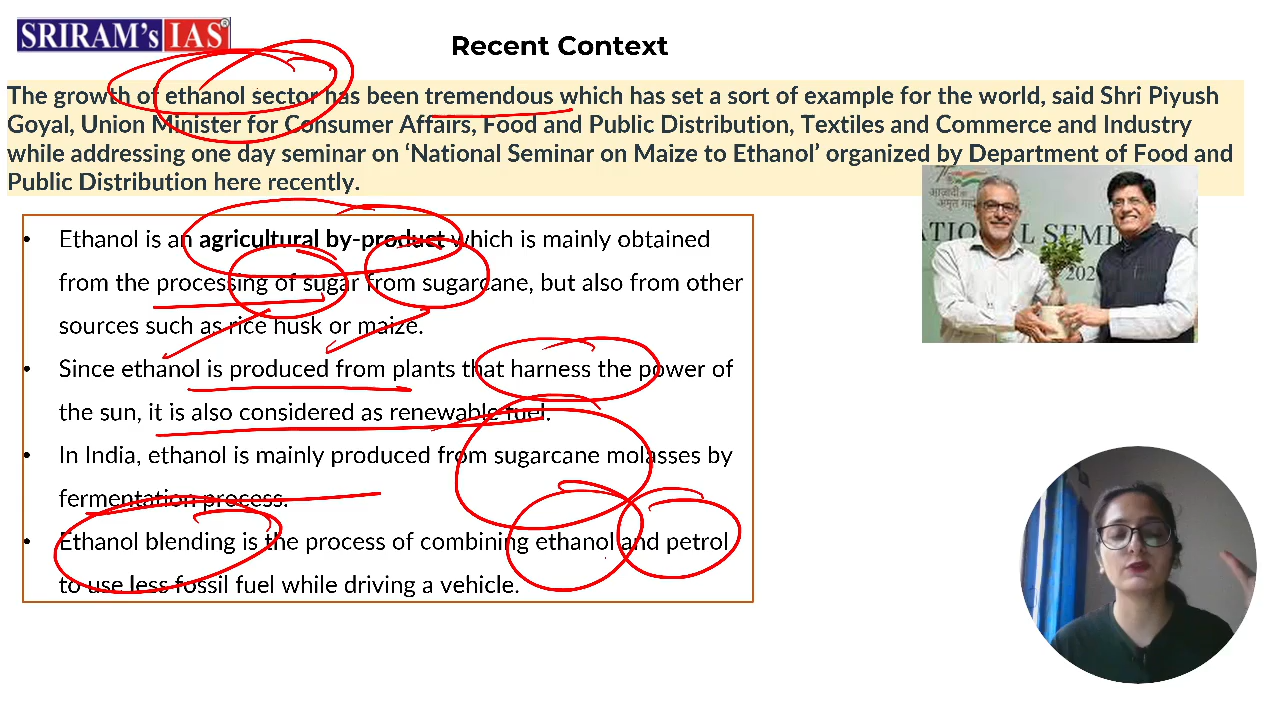 SRIRAM's IAS®
Recent Context
The growth of ethanol sector has been tremendous which has set a sort of example for the world, said Shri Piyush
Goyal, Union Minister for Consumer Affairs, Food and Public Distribution, Textiles and Commerce and Industry
while addressing one day seminar on ‘National Seminar on Maize to Ethanol’ organized by Department of Food and
Public Distribution here recently.
• Ethanol is an agricultural by-product which is mainly obtained
from the processing of sugar from sugarcane, but also from other
sources such as rice husk or maize.
• Since ethanol is produced from plants that harness the power of
the sun, it is also considered as renewable fuel.
• In India, ethanol is mainly produced from sugarcane molasses by
fermentation process.
• Ethanol blending is the process of combining ethanol and petrol
to use less fossil fuel while driving a vehicle.
आज़ादी का
अमृत